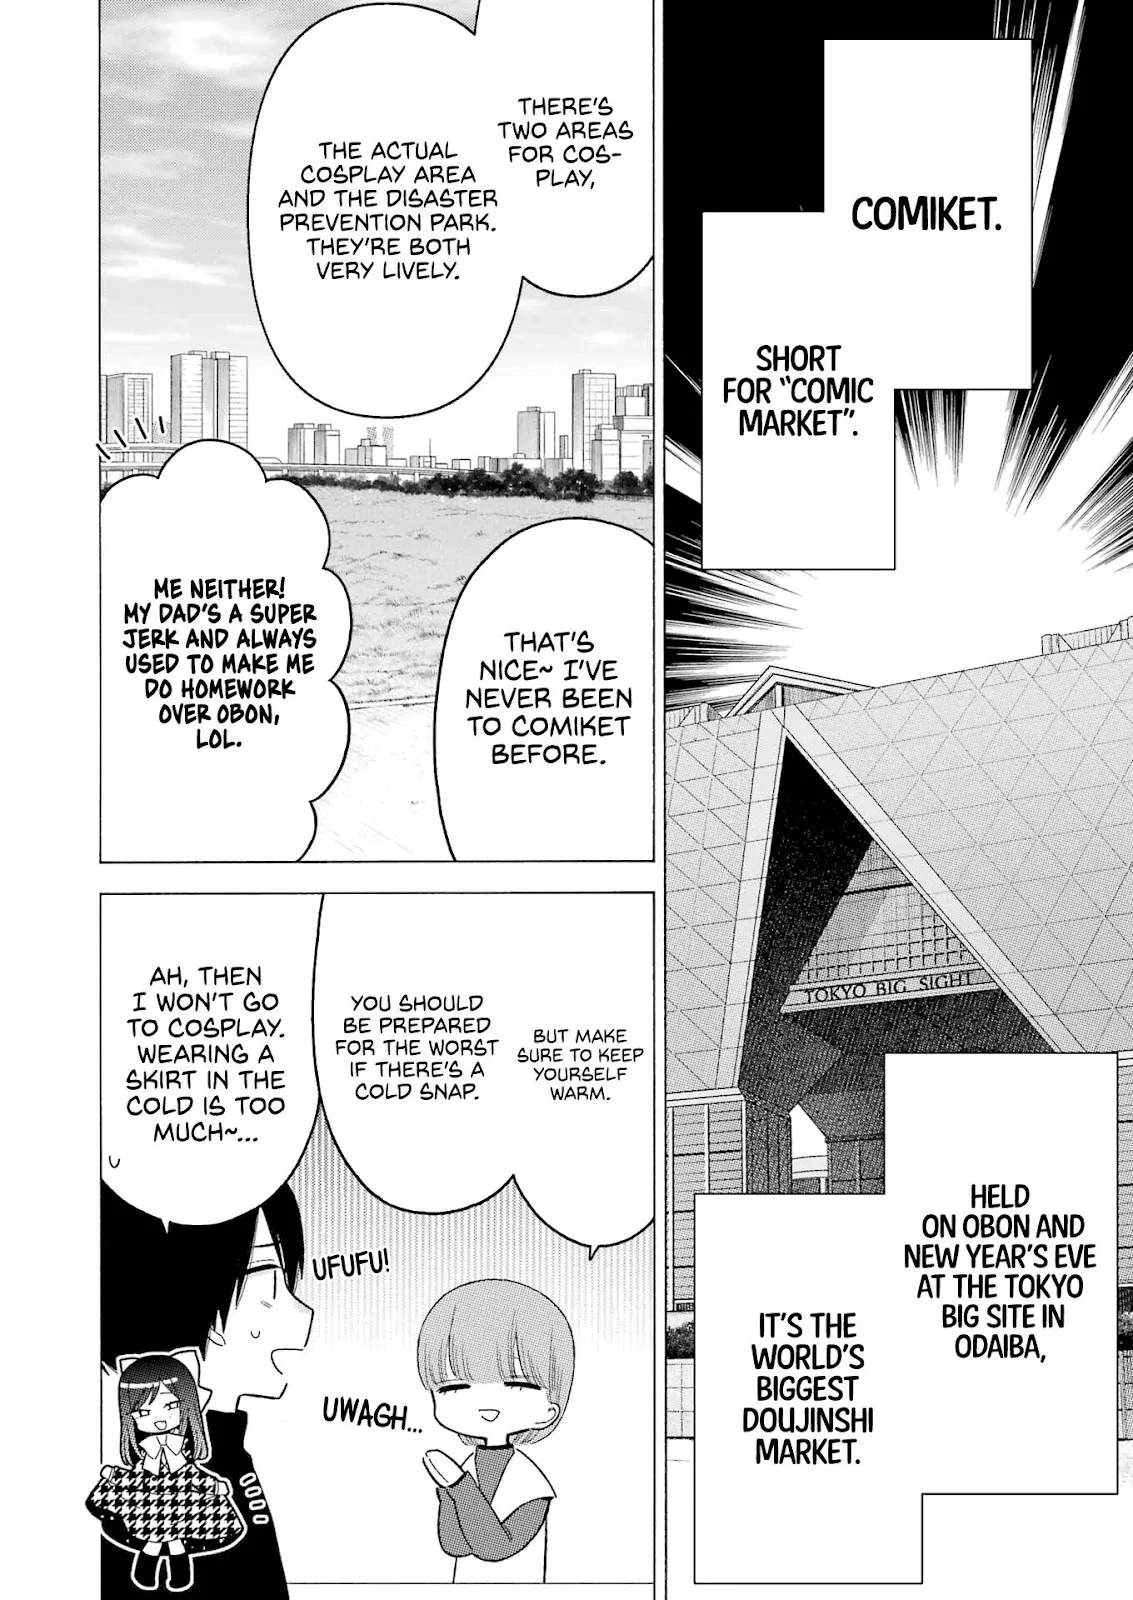 COMIKET.
SHORT
FOR "COMIC
MARKET".
TOKYO BIG SIGHT
HELD
ON OBON AND
NEW YEAR'S EVE
AT THE TOKYO
BIG SITE IN
ODAIBA,
IT'S THE
WORLD'S
BIGGEST
DOUJINSHI
MARKET.
THERE'S
TWO AREAS
FOR COS-
PLAY,
THE ACTUAL
COSPLAY AREA
AND THE DISASTER
PREVENTION PARK.
THEY'RE BOTH
VERY LIVELY.
THAT'S
NICE~ I'VE
NEVER BEEN
TO COMIKET
BEFORE.
ME NEITHER!
MY DAD'S A SUPER
JERK AND ALWAYS
USED TO MAKE ME
DO HOMEWORK
OVER OBON,
LOL.
BUT MAKE
SURE TO KEEP
YOURSELF
WARM.
YOU SHOULD
BE PREPARED
FOR THE WORST
IF THERE'S A
COLD SNAP.
AH, THEN
I WON'T GO
TO COSPLAY.
WEARING A
SKIRT IN THE
COLD IS TOO
MUCH~...
UFUFU!
UWAGH...